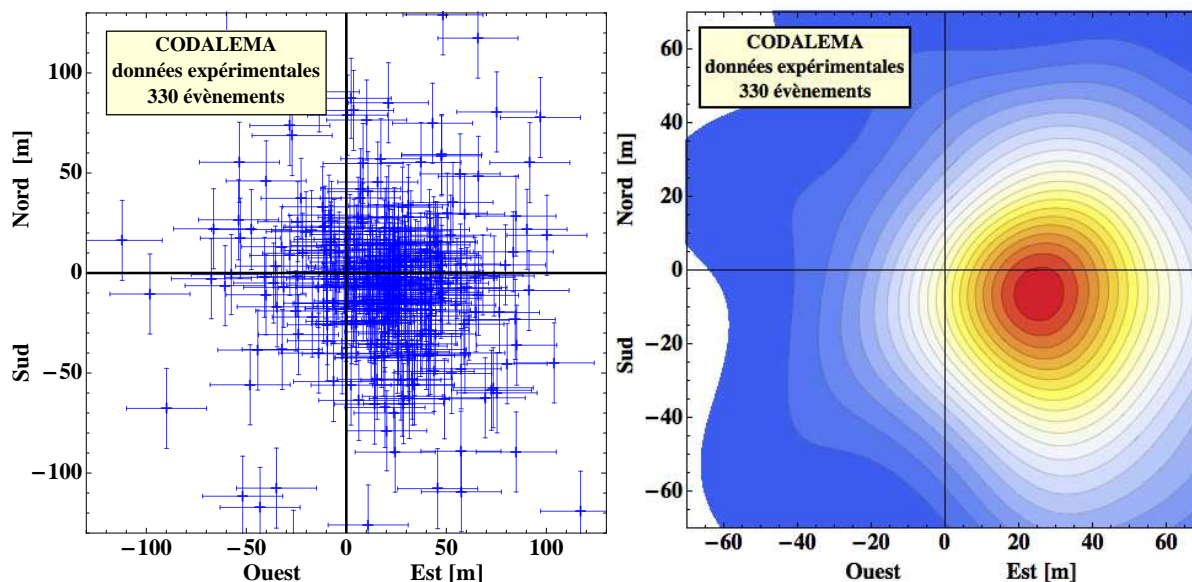 CODALEMA
données expérimentales
330 évènements
Nord [m]
Sud
100
50
0
−50
−100
−100
−50
0
50
100
Ouest
Est [m]
CODALEMA
données expérimentales
330 évènements
Nord [m]
Sud
60
40
20
0
−20
−40
−60
−60
−40
−20
0
20
40
60
Ouest
Est [m]